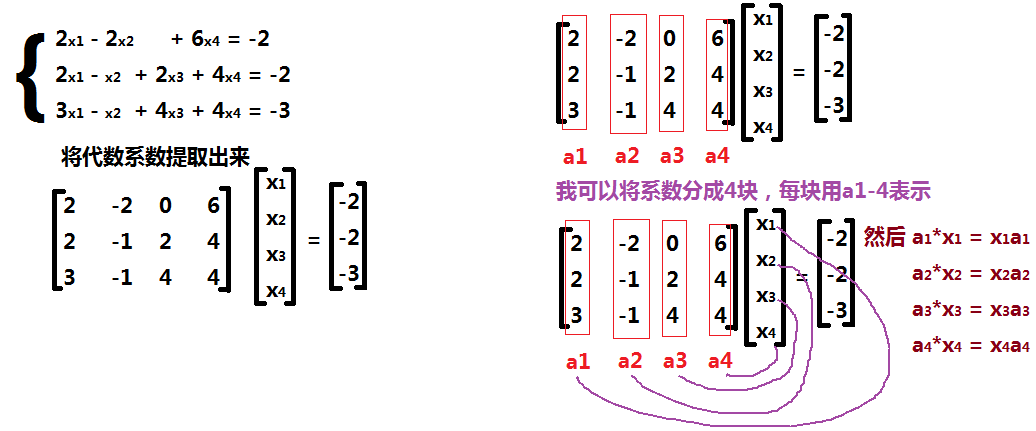 2x1 - 2x2 + 6x4 = -2
2x1 - x2 + 2x3 + 4x4 = -2
3x1 - x2 + 4x3 + 4x4 = -3
将代数系数提取出来
2 -2 0 6 x1 -2
2 -1 2 4 x2 = -2
3 -1 4 4 x3 -3
x4
2 -2 0 6 x1 -2
2 -1 2 4 x2 = -2
3 -1 4 4 x3 -3
x4
a1 a2 a3 a4
我可以将系数分成4块，每块用a1-4表示
2 -2 0 6 x1 -2
2 -1 2 4 x2 = -2
3 -1 4 4 x3 -3
x4
a1 a2 a3 a4
然后 a1*x1 = x1a1
a2*x2 = x2a2
a3*x3 = x3a3
a4*x4 = x4a4